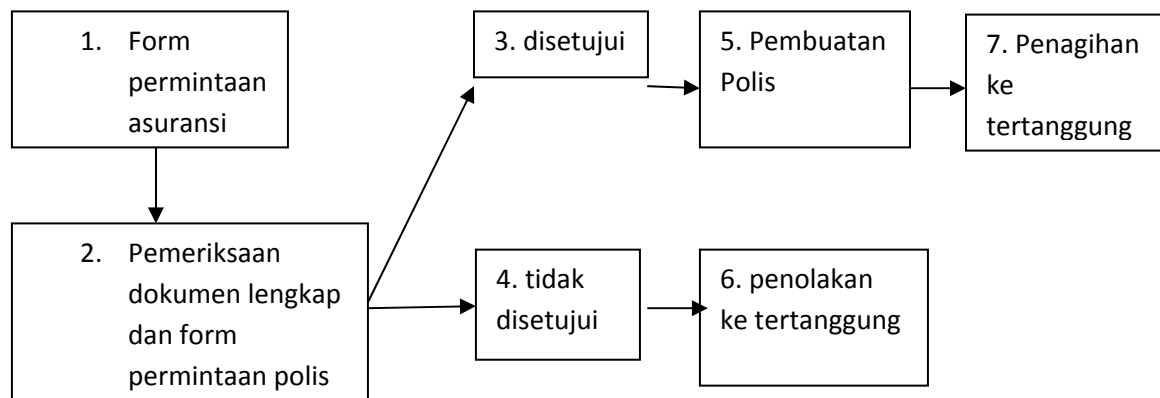 1. Form
permintaan
asuransi
2. Pemeriksaan
dokumen lengkap
dan form
permintaan polis
3. disetujui
4. tidak
disetujui
5. Pembuatan
Polis
6. penolakan
ke tertanggung
7. Penagihan
ke
tertanggung